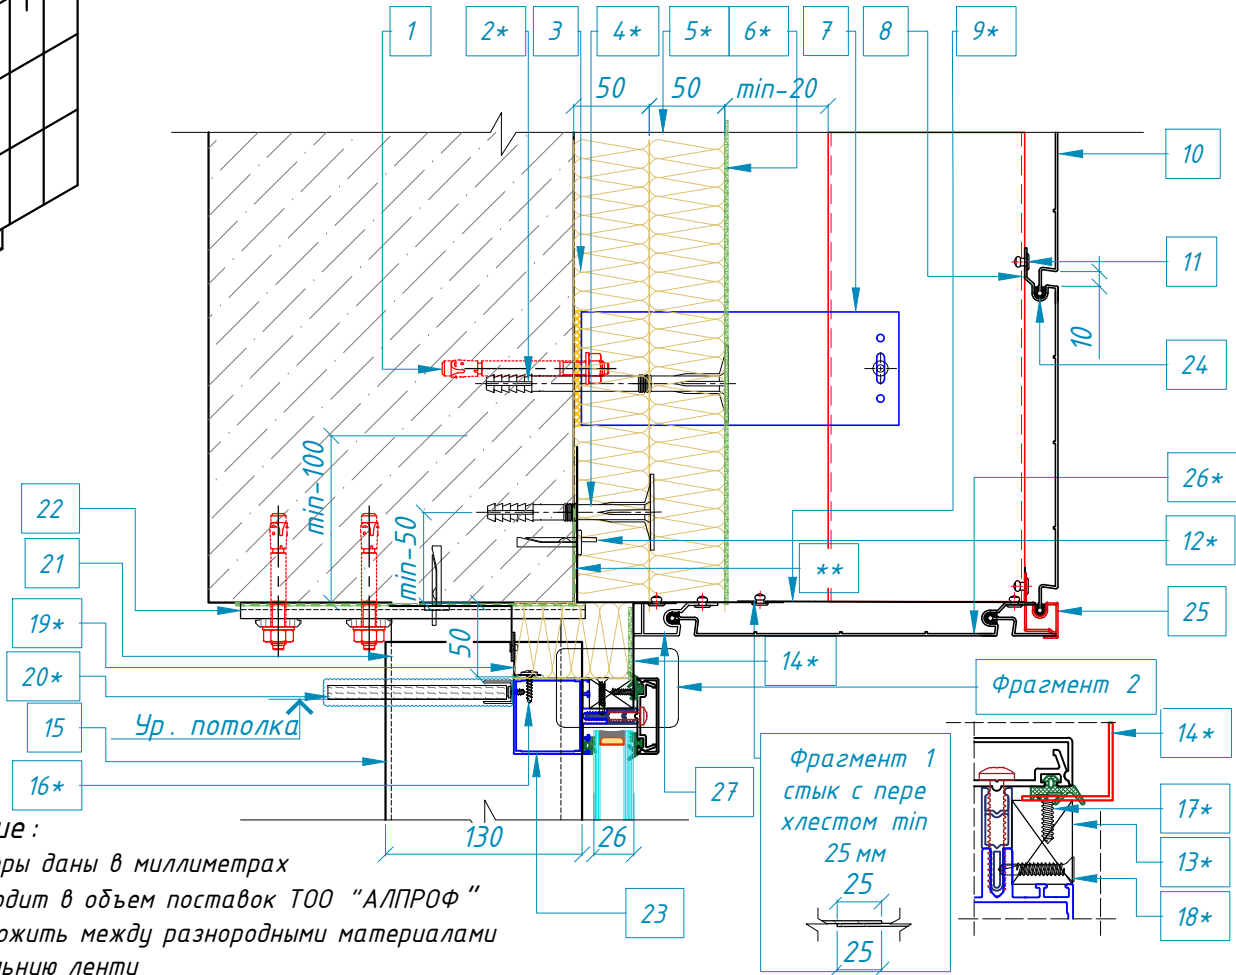 1
2*
3
4*
5*
6*
7
8
9*
50
50
min-20
10
11
10
24
min-100
min-50
26*
22
21
12*
**
25
19*
50
14*
20*
Фрагмент 2
Ур. потолка
15
14*
16*
27
Фрагмент 1
стык с пере
хлестом min
25 мм
25
25
17*
13*
18*
130
26
23
ие:
ры даны в миллиметрах
одит в объем поставок ТОО "АЛПРОФ"
ожить между разнородными материалами
ьнию ленти